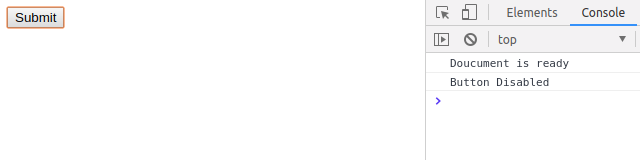 Submit
Elements Console
top
Doucument is ready
Button Disabled